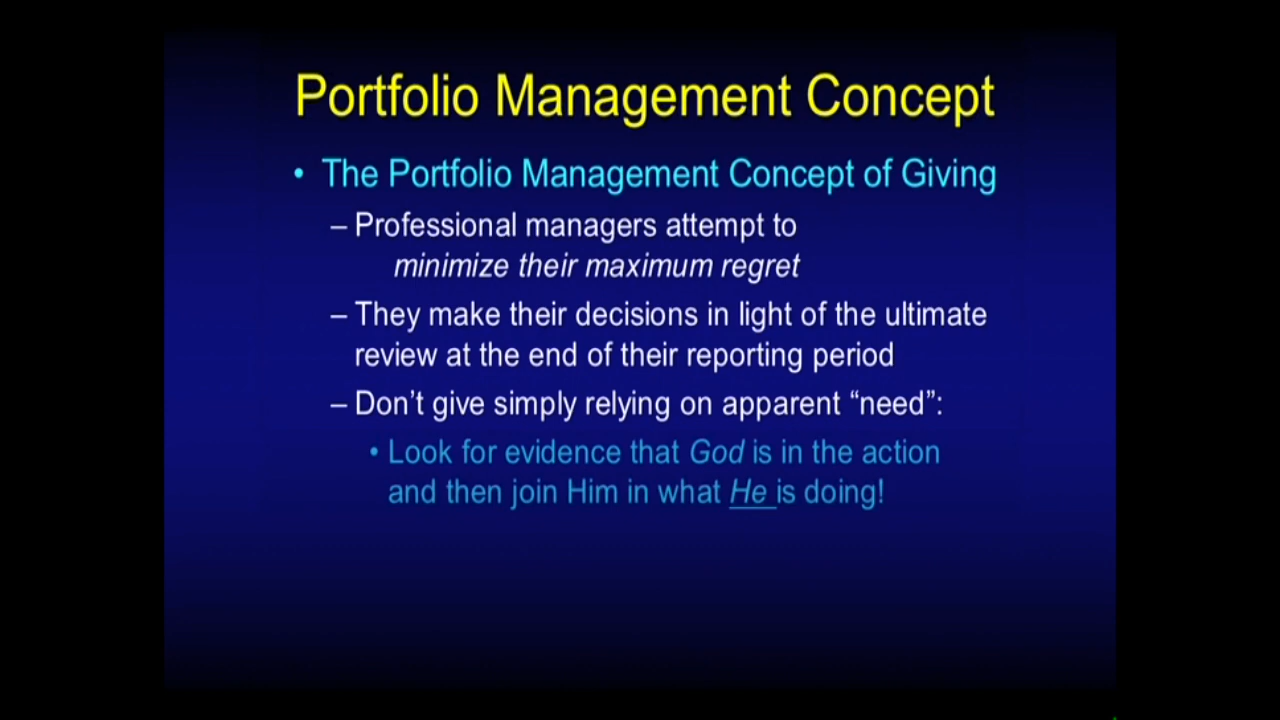 Portfolio Management Concept
• The Portfolio Management Concept of Giving
– Professional managers attempt to
minimize their maximum regret
– They make their decisions in light of the ultimate
review at the end of their reporting period
– Don’t give simply relying on apparent “need”:
• Look for evidence that God is in the action
and then join Him in what He is doing!